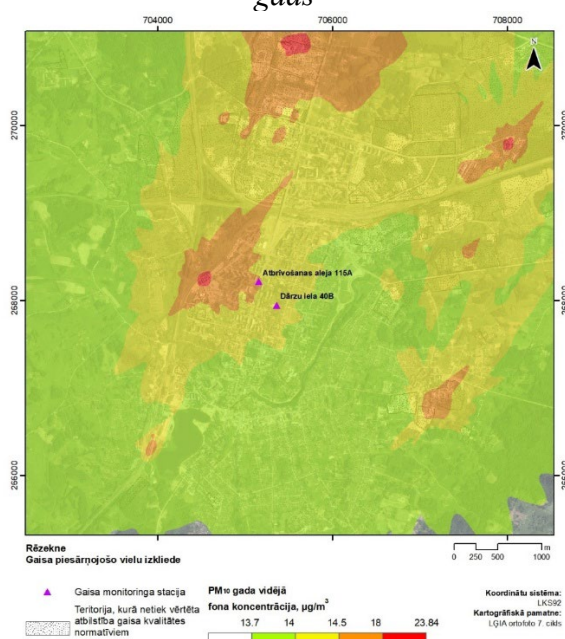 gads
704000 706000 708000
N
270000 270000
Atbrīvošanas aleja 115A
268000 268000
Dārzu iela 40B
266000 266000
Rēzekne
Gaisa piesārņojošo vielu izkliede
0 250 500 1000 m
Gaisa monitoringa stacija
Teritorija, kurā netiek vērtēta
atbilstība gaisa kvalitātes
normatīviem
PM10 gada vidējā
fona koncentrācija, µg/m³
13.7 14 14.5 18 23.84
Koordinātu sistēma:
LKS92
Kartogrāfiskā pamatne:
LĢIA ortofoto 7. cikls